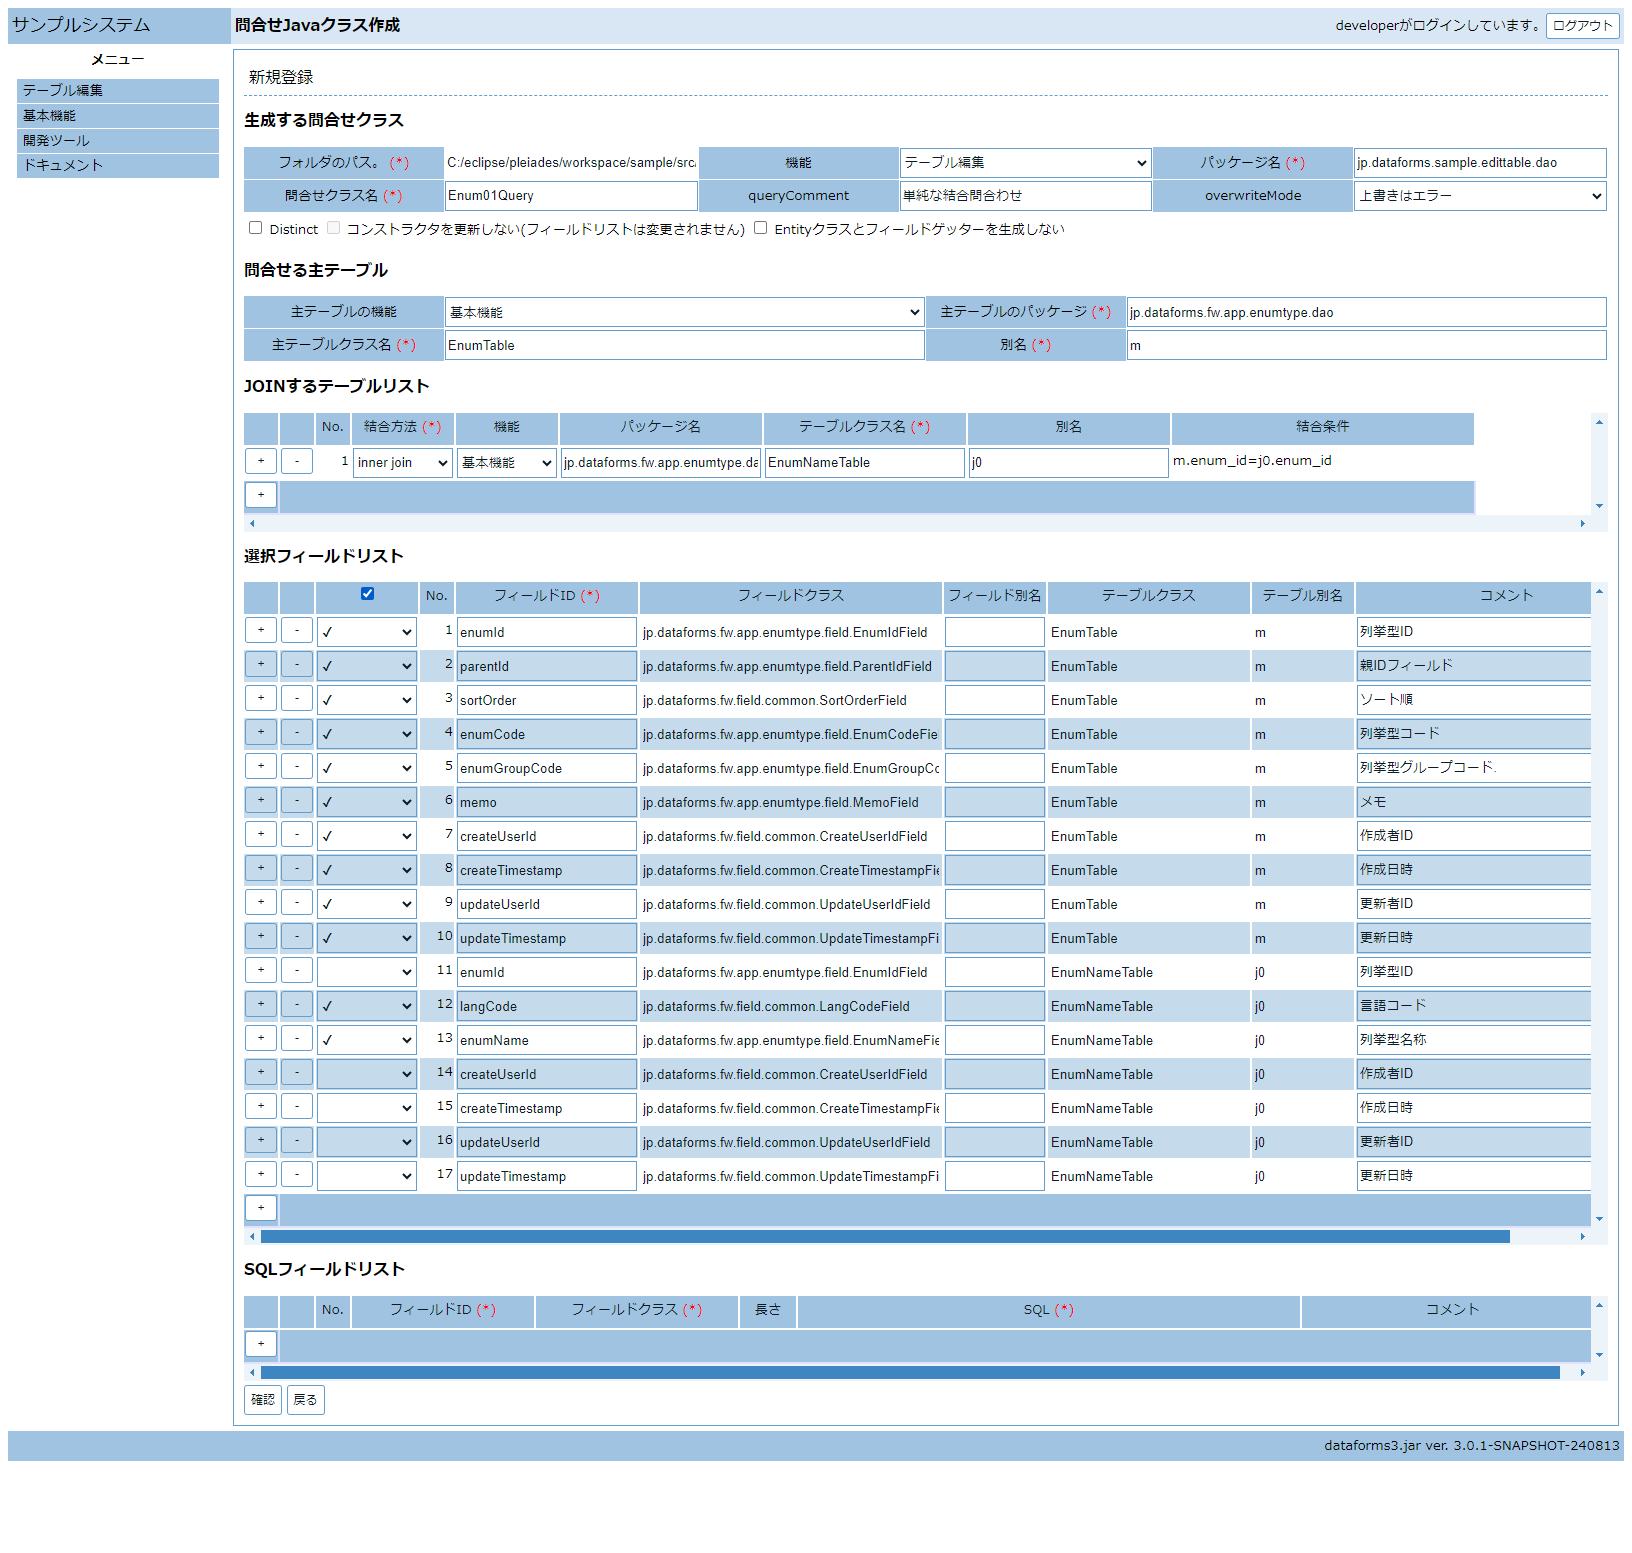 サンプルシステム 問合せJavaクラス作成 developerがログインしています。 ログアウト
メニュー
テーブル編集
基本機能
開発ツール
ドキュメント
新規登録
生成する問合せクラス
フォルダのパス。 (*) C:/eclipse/pleiades/workspace/sample/src/ 機能 テーブル編集 パッケージ名 (*) jp.dataforms.sample.edittable.dao
問合せクラス名 (*) Enum01Query queryComment 単純な結合問合わせ overwriteMode 上書きはエラー
Distinct コンストラクタを更新しない(フィールドリストは変更されません) Entityクラスとフィールドゲッターを生成しない
問合せる主テーブル
主テーブルの機能 基本機能 主テーブルのパッケージ (*) jp.dataforms.fw.app.enumtype.dao
主テーブルクラス名 (*) EnumTable 別名 (*) m
JOINするテーブルリスト
No. 結合方法 (*) 機能 パッケージ名 テーブルクラス名 (*) 別名 結合条件
+ - 1 inner join 基本機能 jp.dataforms.fw.app.enumtype.da EnumNameTable j0 m.enum_id=j0.enum_id
+
選択フィールドリスト
No. フィールドID (*) フィールドクラス フィールド別名 テーブルクラス テーブル別名 コメント
+ - ✓ 1 enumId jp.dataforms.fw.app.enumtype.field.EnumIdField EnumTable m 列挙型ID
+ - ✓ 2 parentId jp.dataforms.fw.app.enumtype.field.ParentIdField EnumTable m 親IDフィールド
+ - ✓ 3 sortOrder jp.dataforms.fw.field.common.SortOrderField EnumTable m ソート順
+ - ✓ 4 enumCode jp.dataforms.fw.app.enumtype.field.EnumCodeFie EnumTable m 列挙型コード
+ - ✓ 5 enumGroupCode jp.dataforms.fw.app.enumtype.field.EnumGroupCo EnumTable m 列挙型グループコード.
+ - ✓ 6 memo jp.dataforms.fw.app.enumtype.field.MemoField EnumTable m メモ
+ - ✓ 7 createUserId jp.dataforms.fw.field.common.CreateUserIdField EnumTable m 作成者ID
+ - ✓ 8 createTimestamp jp.dataforms.fw.field.common.CreateTimestampFie EnumTable m 作成日時
+ - ✓ 9 updateUserId jp.dataforms.fw.field.common.UpdateUserIdField EnumTable m 更新者ID
+ - ✓ 10 updateTimestamp jp.dataforms.fw.field.common.UpdateTimestampFi EnumTable m 更新日時
+ - 11 enumId jp.dataforms.fw.app.enumtype.field.EnumIdField EnumNameTable j0 列挙型ID
+ - ✓ 12 langCode jp.dataforms.fw.field.common.LangCodeField EnumNameTable j0 言語コード
+ - ✓ 13 enumName jp.dataforms.fw.app.enumtype.field.EnumNameFie EnumNameTable j0 列挙型名称
+ - 14 createUserId jp.dataforms.fw.field.common.CreateUserIdField EnumNameTable j0 作成者ID
+ - 15 createTimestamp jp.dataforms.fw.field.common.CreateTimestampFie EnumNameTable j0 作成日時
+ - 16 updateUserId jp.dataforms.fw.field.common.UpdateUserIdField EnumNameTable j0 更新者ID
+ - 17 updateTimestamp jp.dataforms.fw.field.common.UpdateTimestampFi EnumNameTable j0 更新日時
+
SQLフィールドリスト
No. フィールドID (*) フィールドクラス (*) 長さ SQL (*) コメント
+
確認 戻る
dataforms3.jar ver. 3.0.1-SNAPSHOT-240813